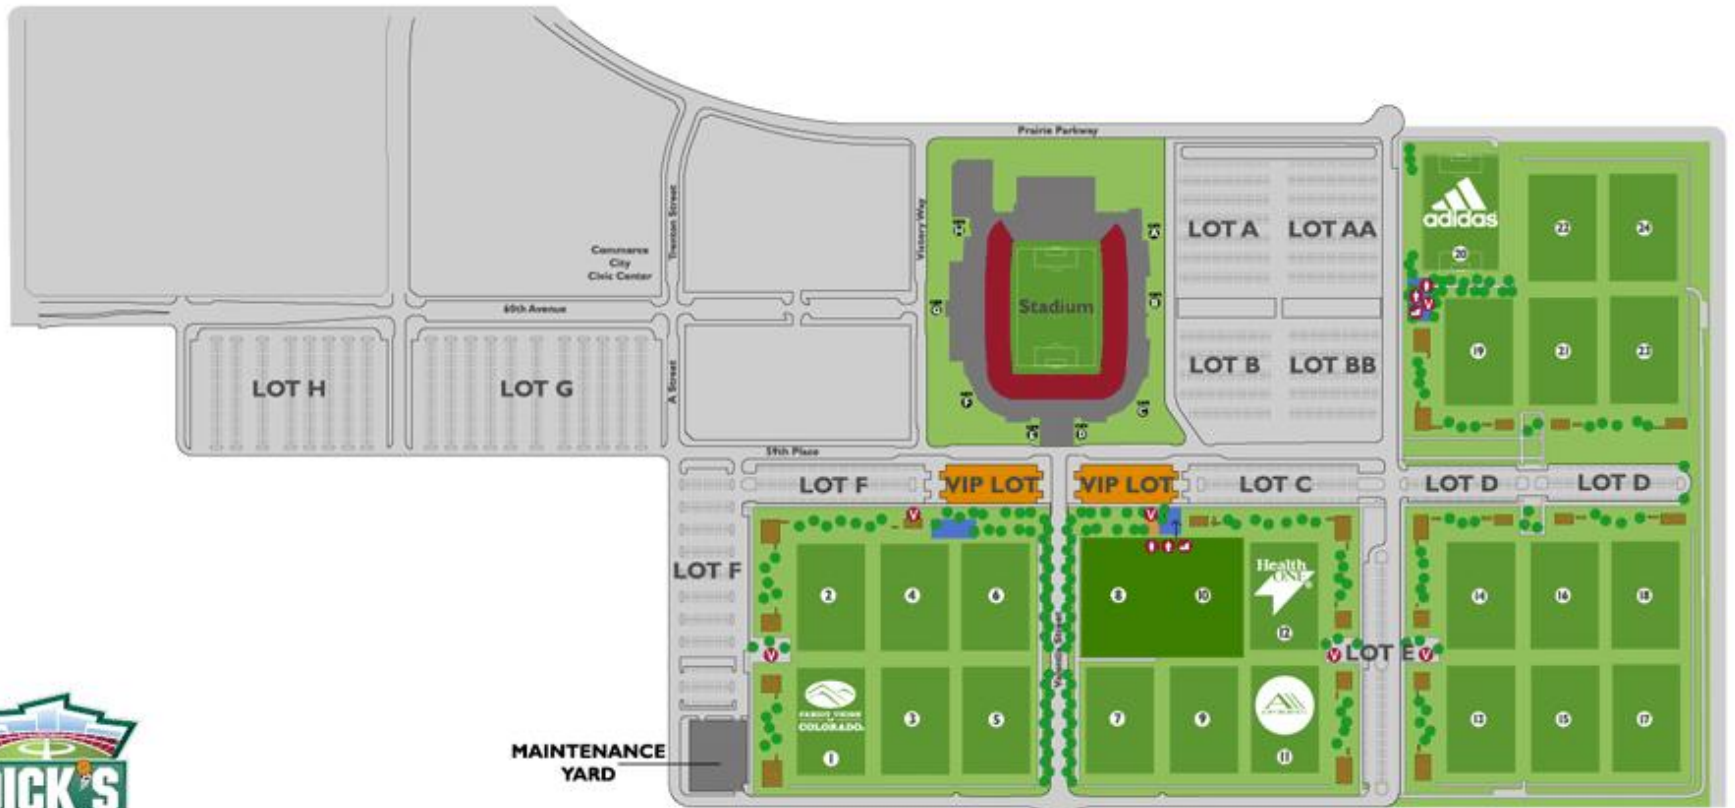 Prairie Parkway
adidas
20
22
24
Trenton Street
Victory Way
Commerce
City
Civic Center
60th Avenue
Stadium
H
A
G
B
F
C
E
D
LOT A
LOT AA
LOT B
LOT BB
19
21
23
LOT H
LOT G
A Street
59th Place
LOT F
VIP LOT
VIP LOT
LOT C
LOT D
LOT D
V
V
LOT F
2
4
6
8
10
Health
ONE
12
14
16
18
V
V
LOT E
V
COLORADO
1
3
5
7
9
11
13
15
17
MAINTENANCE
YARD
DICK'S